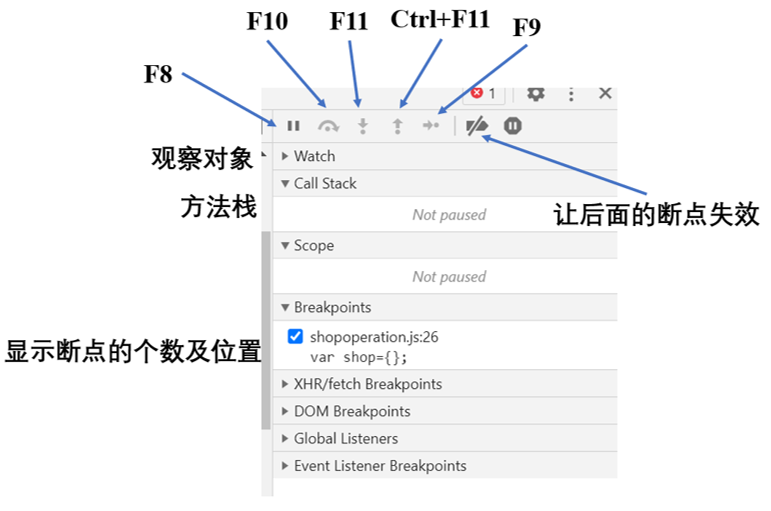 F10
F11
Ctrl+F11
F9
F8
1
观察对象
Watch
方法栈
Call Stack
Not paused
让后面的断点失效
Scope
Not paused
Breakpoints
显示断点的个数及位置
shopoperation.js:26
var shop={};
XHR/fetch Breakpoints
DOM Breakpoints
Global Listeners
Event Listener Breakpoints